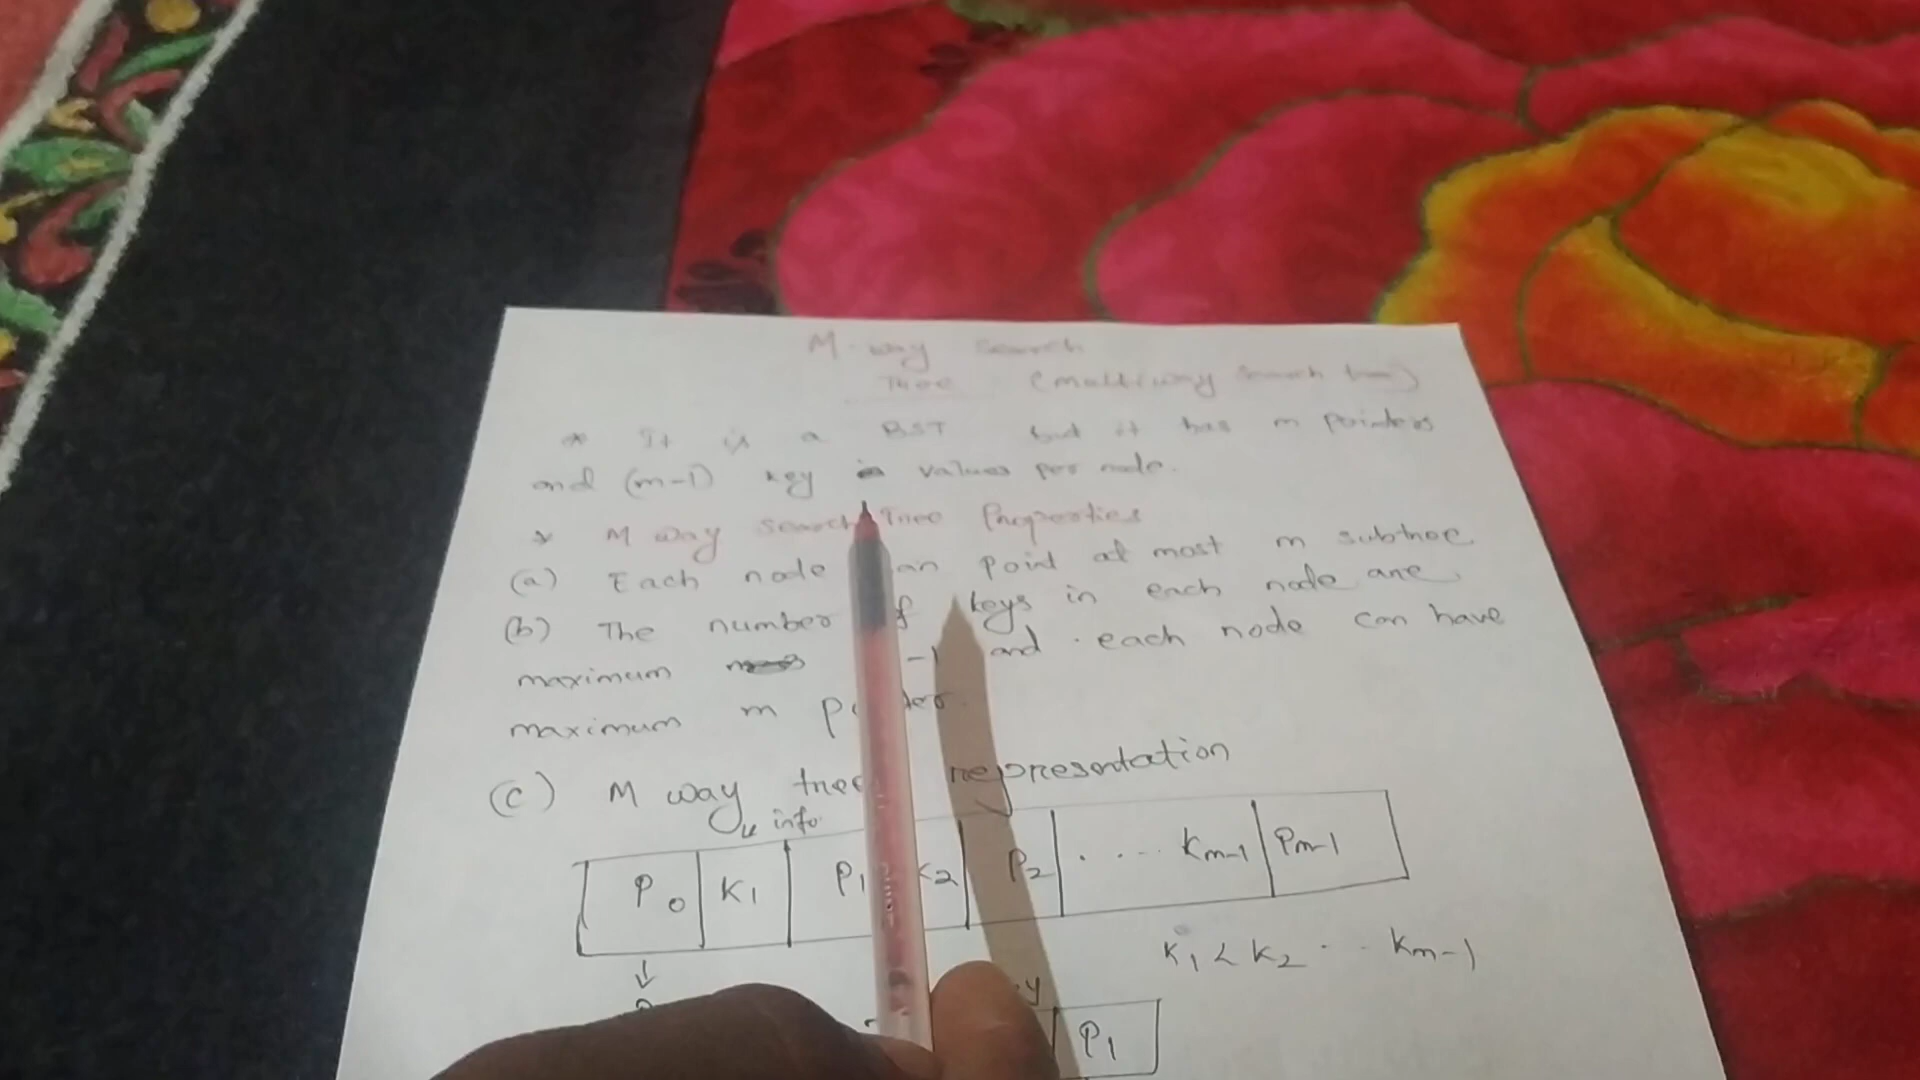 M-way Search
Tree (multiway Search tree)
* It is a BST but it has m pointers
and (m-1) key values per node.
* M way Search Tree Properties
(a) Each node an point at most m subtree
(b) The number f keys in each node are
maximum -1 and each node can have
maximum m
(c) M way tree representation
info
P0 K1 P1 K2 P2 ..... Km-1 Pm-1
K1 < K2 ... Km-1
P1